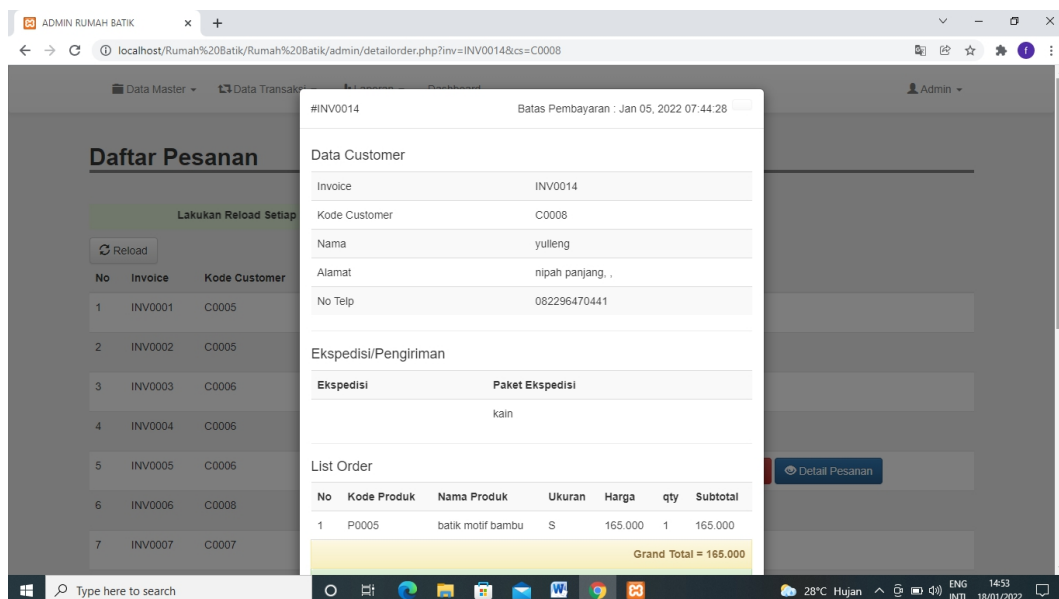 ADMIN RUMAH BATIK
localhost/Rumah%20Batik/Rumah%20Batik/admin/detailorder.php?inv=INV0014&cs=C0008
f
Data Master Data Transaksi Laporan Dashboard Admin
#INV0014 Batas Pembayaran : Jan 05, 2022 07:44:28
Daftar Pesanan
Data Customer
Invoice INV0014
Lakukan Reload Setiap
Kode Customer C0008
Nama yulleng
Reload
Alamat nipah panjang, ,
No Invoice Kode Customer
No Telp 082296470441
1 INV0001 C0005
2 INV0002 C0005
Ekspedisi/Pengiriman
Ekspedisi Paket Ekspedisi
3 INV0003 C0006
kain
4 INV0004 C0006
List Order
5 INV0005 C0006 Detail Pesanan
No Kode Produk Nama Produk Ukuran Harga qty Subtotal
6 INV0006 C0008
1 P0005 batik motif bambu S 165.000 1 165.000
7 INV0007 C0007
Grand Total = 165.000
Type here to search
28°C Hujan
ENG
INTL
14:53
18/01/2022